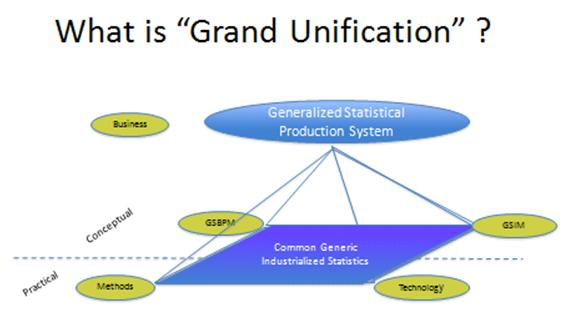 What is “Grand Unification” ?
Generalized Statistical
Production System
Business
Conceptual
GSBPM
GSIM
Common Generic
Industrialized Statistics
Practical
Methods
Technology